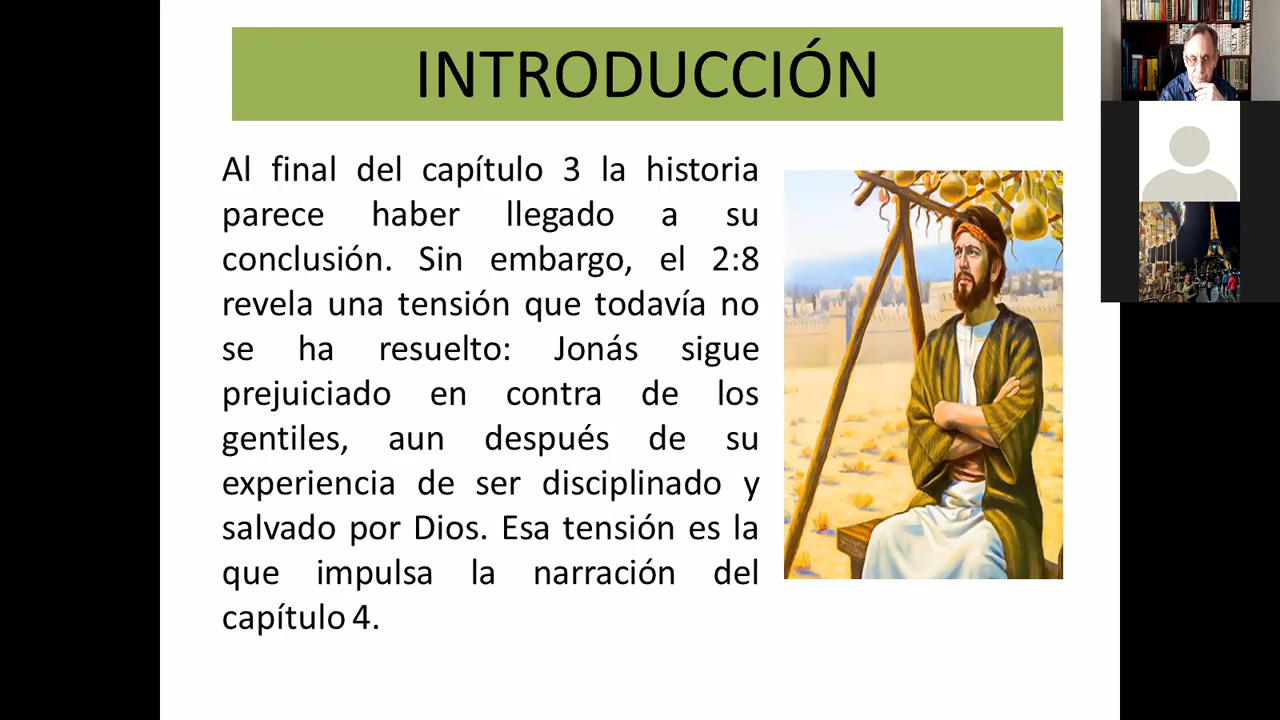 INTRODUCCIÓN
Al final del capítulo 3 la historia
parece haber llegado a su
conclusión. Sin embargo, el 2:8
revela una tensión que todavía no
se ha resuelto: Jonás sigue
prejuiciado en contra de los
gentiles, aun después de su
experiencia de ser disciplinado y
salvado por Dios. Esa tensión es la
que impulsa la narración del
capítulo 4.